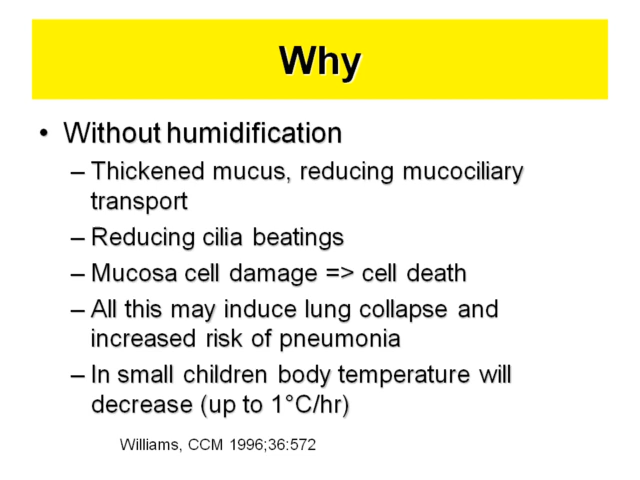 Why
• Without humidification
– Thickened mucus, reducing mucociliary
transport
– Reducing cilia beatings
– Mucosa cell damage => cell death
– All this may induce lung collapse and
increased risk of pneumonia
– In small children body temperature will
decrease (up to 1°C/hr)
Williams, CCM 1996;36:572